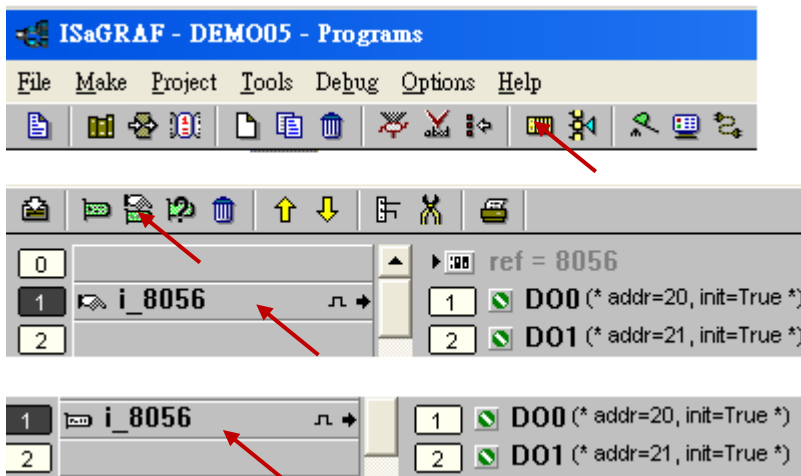 ISaGRAF - DEMO05 - Programs
File Make Project Tools Debug Options Help
0 ref = 8056
1 i_8056 1 DO0 (* addr=20, init=True *)
2 2 DO1 (* addr=21, init=True *)
1 i_8056 1 DO0 (* addr=20, init=True *)
2 2 DO1 (* addr=21, init=True *)